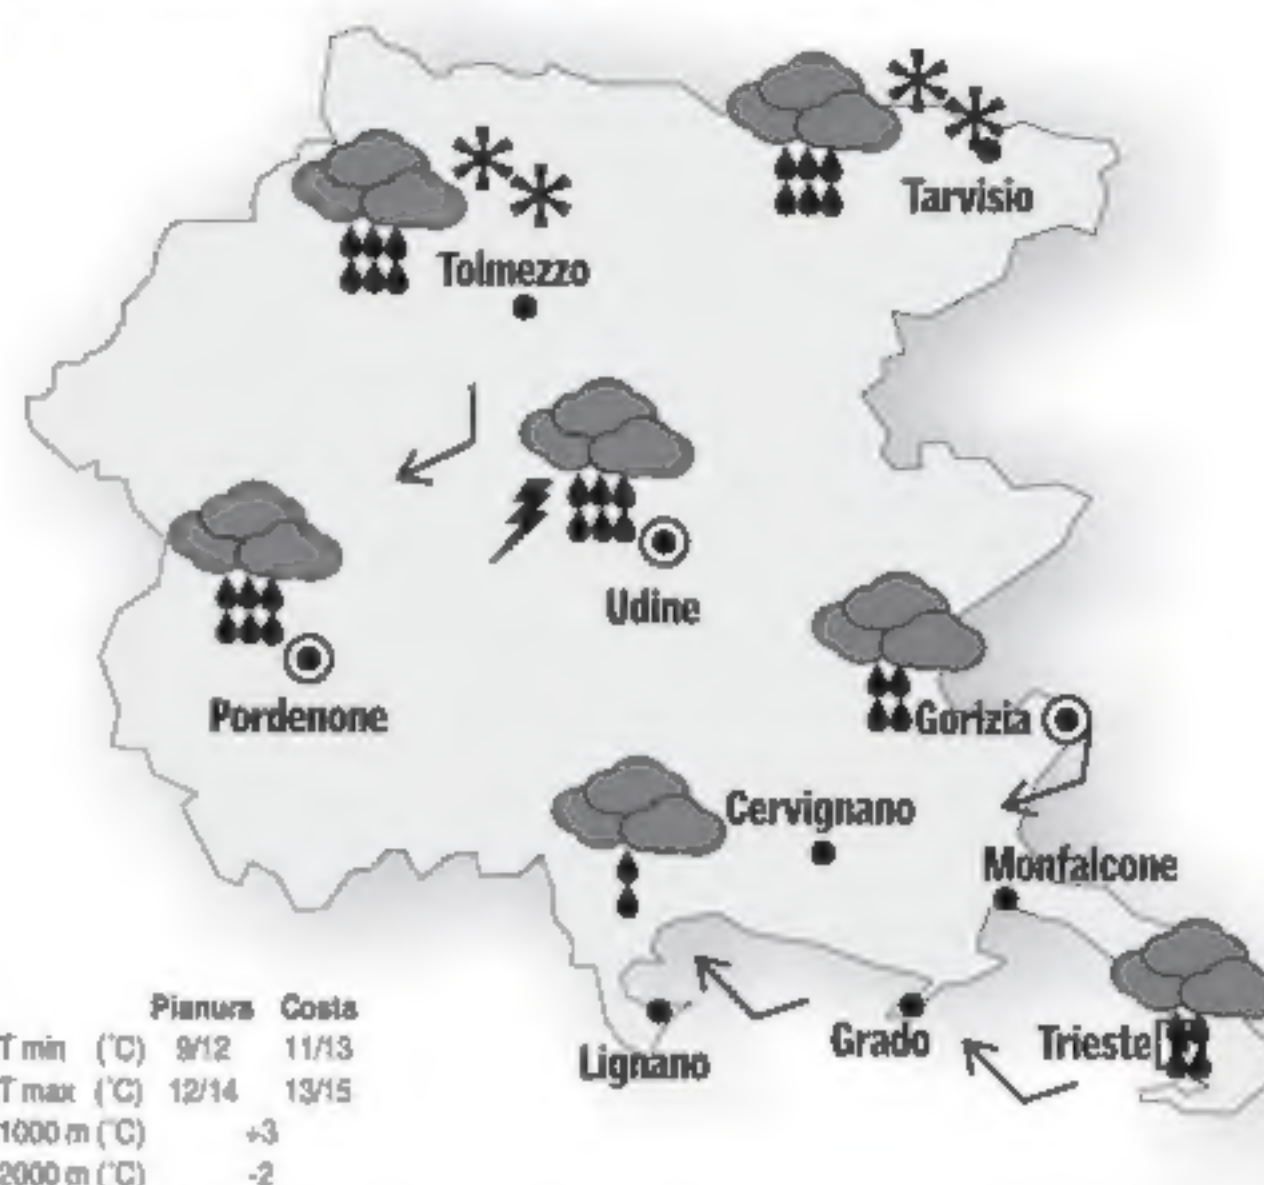 Tarvisio
Tolmezzo
Udine
Pordenone
Gorizia
Cervignano
Monfalcone
Grado
Trieste
Lignano
Pianura Costa
T min (°C) 9/12 11/13
T max (°C) 12/14 13/15
1000 m (°C) +3
2000 m (°C) -2